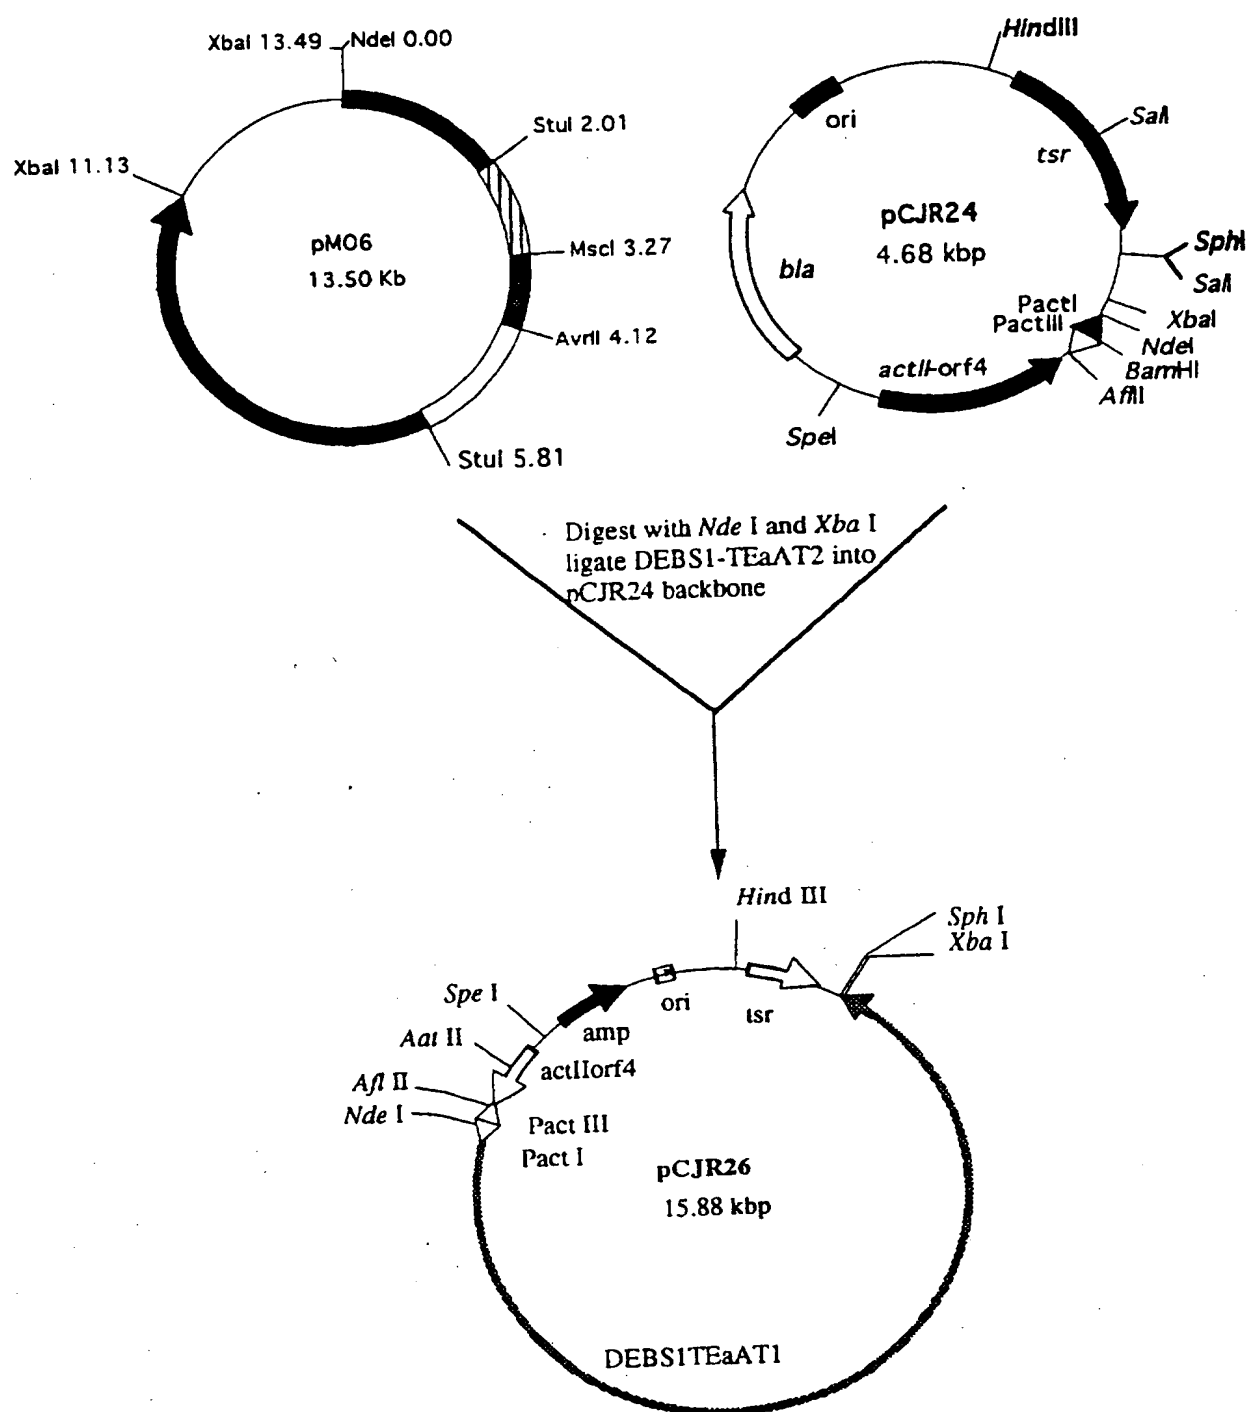 XbaI 13.49
NdeI 0.00
StuI 2.01
XbaI 11.13
pMO6
13.50 Kb
MscI 3.27
AvrII 4.12
StuI 5.81
HindIII
ori
SalI
tsr
pCJR24
4.68 kbp
SphI
SalI
bla
PactI
PactIII
XbaI
NdeI
BamHI
AflII
actII-orf4
SpeI
Digest with Nde I and Xba I
ligate DEBS1-TEaAT2 into
pCJR24 backbone
Hind III
Sph I
Xba I
Spe I
ori
tsr
amp
Aat II
actIIorf4
Afl II
Nde I
Pact III
Pact I
pCJR26
15.88 kbp
DEBS1TEaAT1